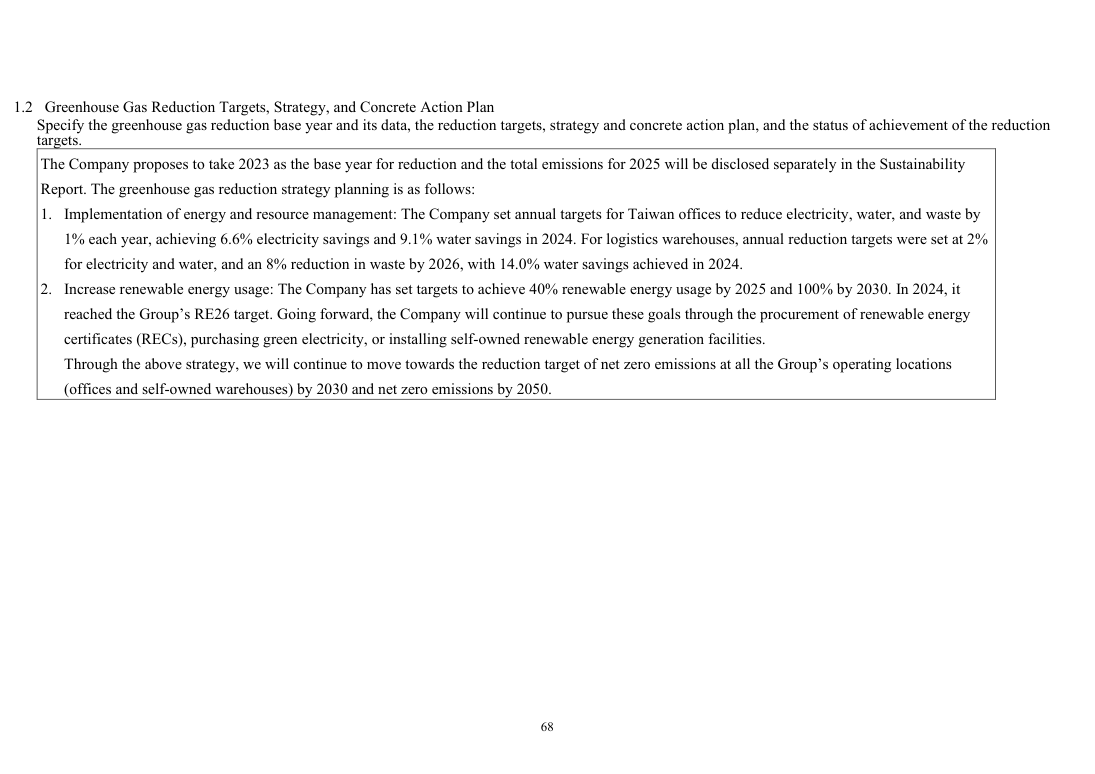 1.2 Greenhouse Gas Reduction Targets, Strategy, and Concrete Action Plan
Specify the greenhouse gas reduction base year and its data, the reduction targets, strategy and concrete action plan, and the status of achievement of the reduction
targets.
The Company proposes to take 2023 as the base year for reduction and the total emissions for 2025 will be disclosed separately in the Sustainability
Report. The greenhouse gas reduction strategy planning is as follows:
1. Implementation of energy and resource management: The Company set annual targets for Taiwan offices to reduce electricity, water, and waste by
1% each year, achieving 6.6% electricity savings and 9.1% water savings in 2024. For logistics warehouses, annual reduction targets were set at 2%
for electricity and water, and an 8% reduction in waste by 2026, with 14.0% water savings achieved in 2024.
2. Increase renewable energy usage: The Company has set targets to achieve 40% renewable energy usage by 2025 and 100% by 2030. In 2024, it
reached the Group’s RE26 target. Going forward, the Company will continue to pursue these goals through the procurement of renewable energy
certificates (RECs), purchasing green electricity, or installing self-owned renewable energy generation facilities.
Through the above strategy, we will continue to move towards the reduction target of net zero emissions at all the Group’s operating locations
(offices and self-owned warehouses) by 2030 and net zero emissions by 2050.
68